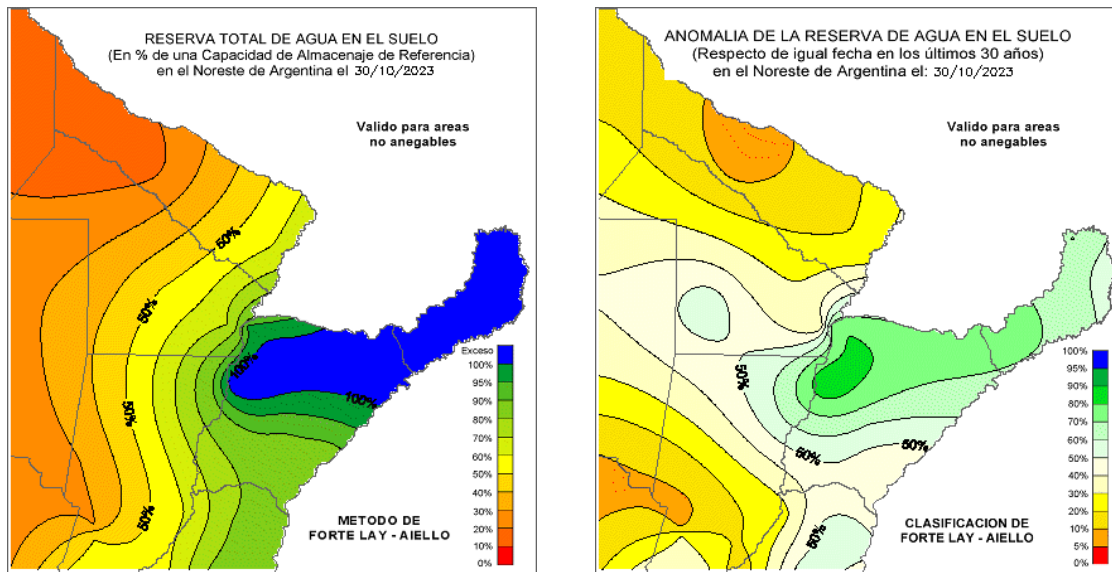 RESERVA TOTAL DE AGUA EN EL SUELO
(En % de una Capacidad de Almacenaje de Referencia)
en el Noreste de Argentina el 30/10/2023
Valido para areas
no anegables
50%
50%
50%
100%
100%
Exceso
100%
95%
90%
80%
70%
60%
50%
40%
30%
20%
10%
0%
METODO DE
FORTE LAY - AIELLO
ANOMALIA DE LA RESERVA DE AGUA EN EL SUELO
(Respecto de igual fecha en los últimos 30 años)
en el Noreste de Argentina el: 30/10/2023
Valido para areas
no anegables
50%
50%
50%
50%
100%
95%
90%
80%
70%
60%
50%
40%
30%
20%
10%
5%
0%
CLASIFICACION DE
FORTE LAY - AIELLO